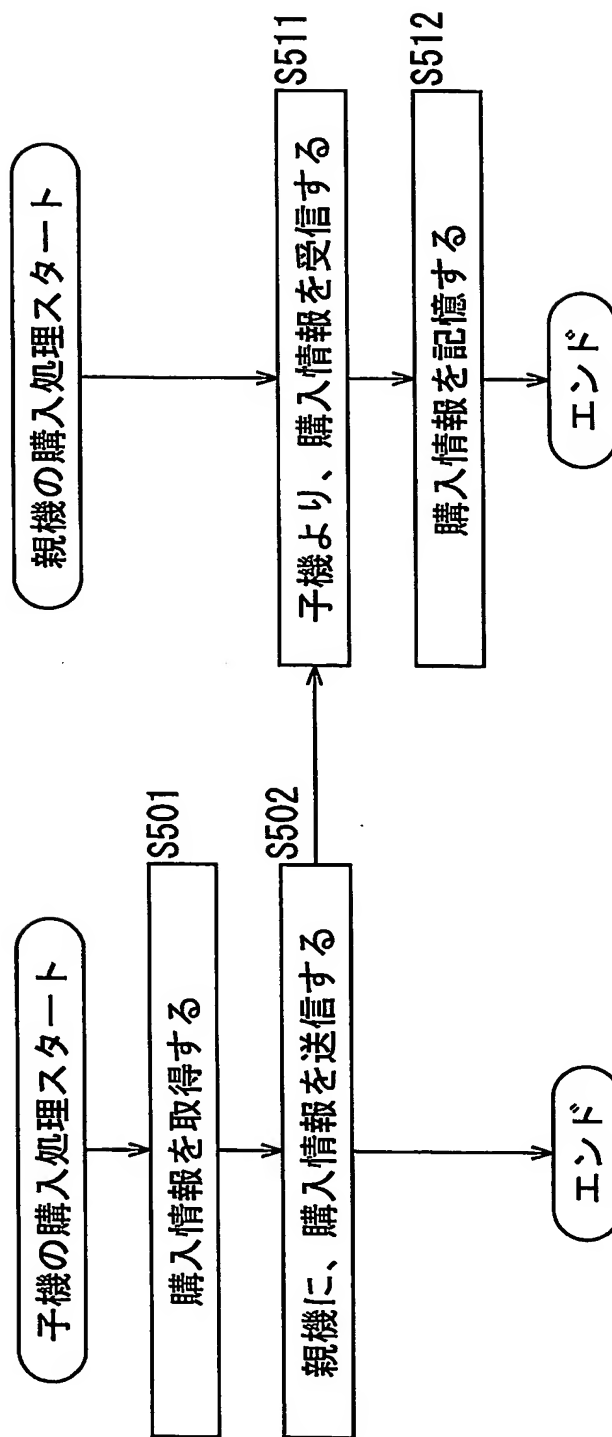 子機の購入処理スタート
S501
購入情報を取得する
S502
親機に、購入情報を送信する
エンド
親機の購入処理スタート
S511
子機より、購入情報を受信する
S512
購入情報を記憶する
エンド